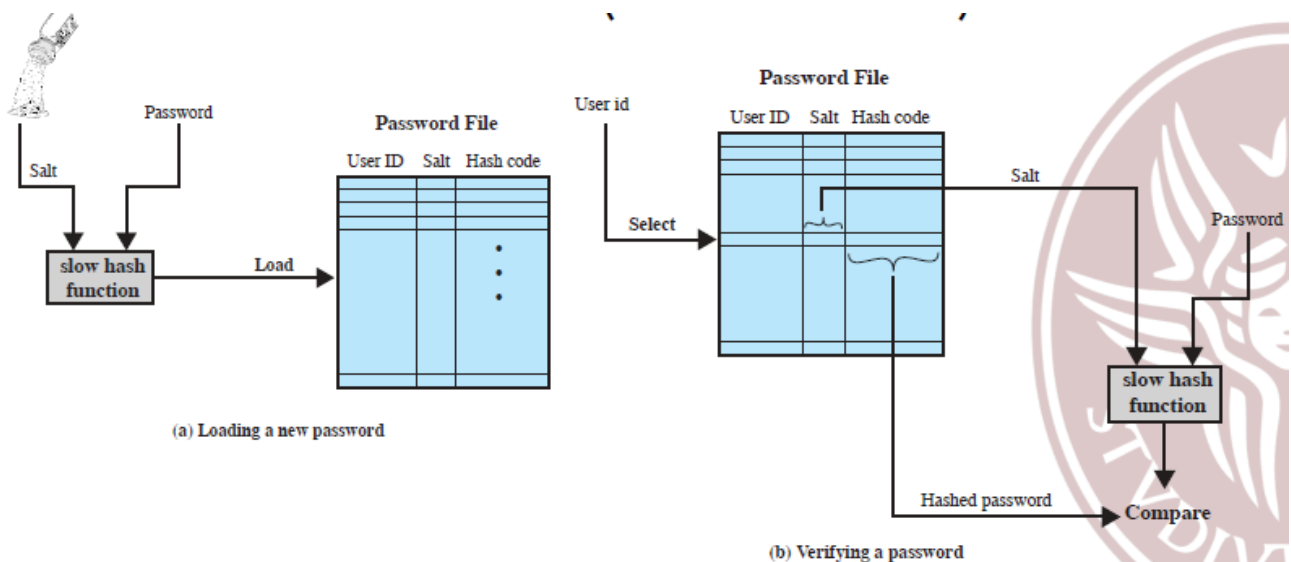 Password
Salt
Password File
User ID Salt Hash code
slow hash
function
Load
(a) Loading a new password
User id
Password File
User ID Salt Hash code
Salt
Select
Password
slow hash
function
Hashed password
Compare
(b) Verifying a password